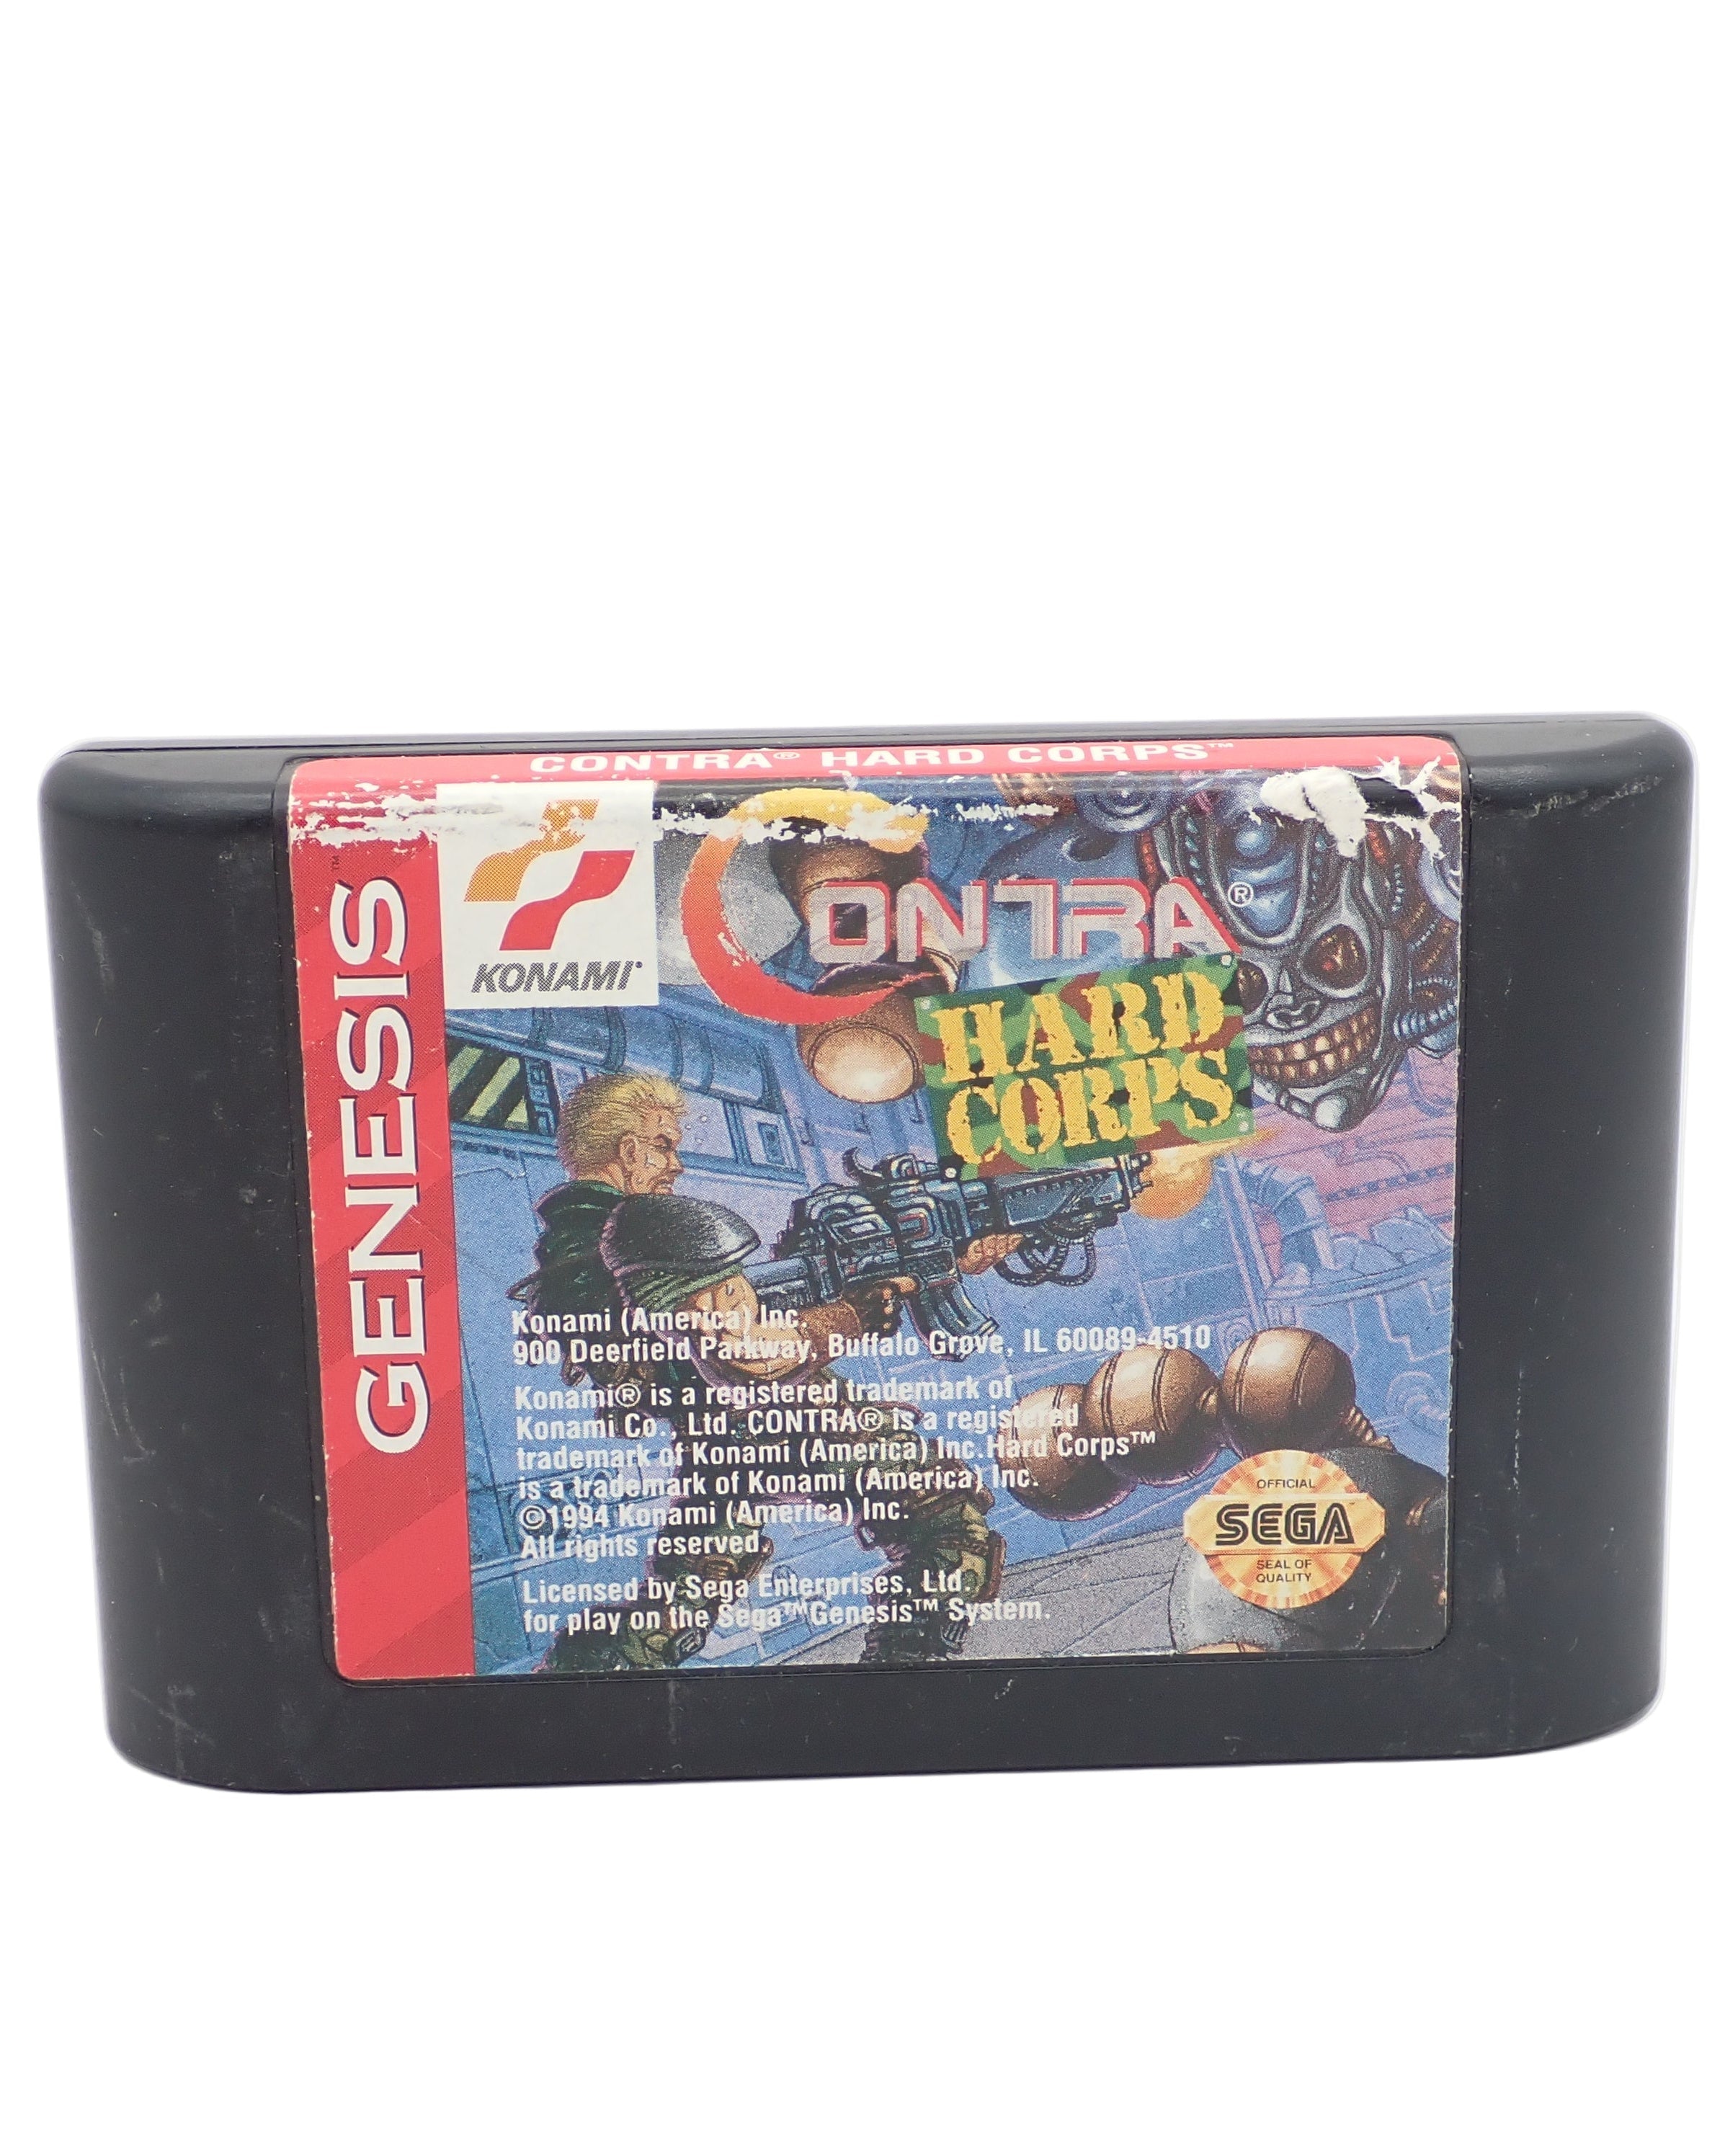 CONTRA® HARD CORPS™
GENESIS™
KONAMI®
CONTRA®
HARD
CORPS
Konami (America) Inc.
900 Deerfield Parkway, Buffalo Grove, IL 60089-4510
Konami® is a registered trademark of
Konami Co., Ltd. CONTRA® is a registered
trademark of Konami (America) Inc. Hard Corps™
is a trademark of Konami (America) Inc.
©1994 Konami (America) Inc.
All rights reserved.
Licensed by Sega Enterprises, Ltd.
for play on the Sega™ Genesis™ System.
OFFICIAL
SEGA™
SEAL OF
QUALITY